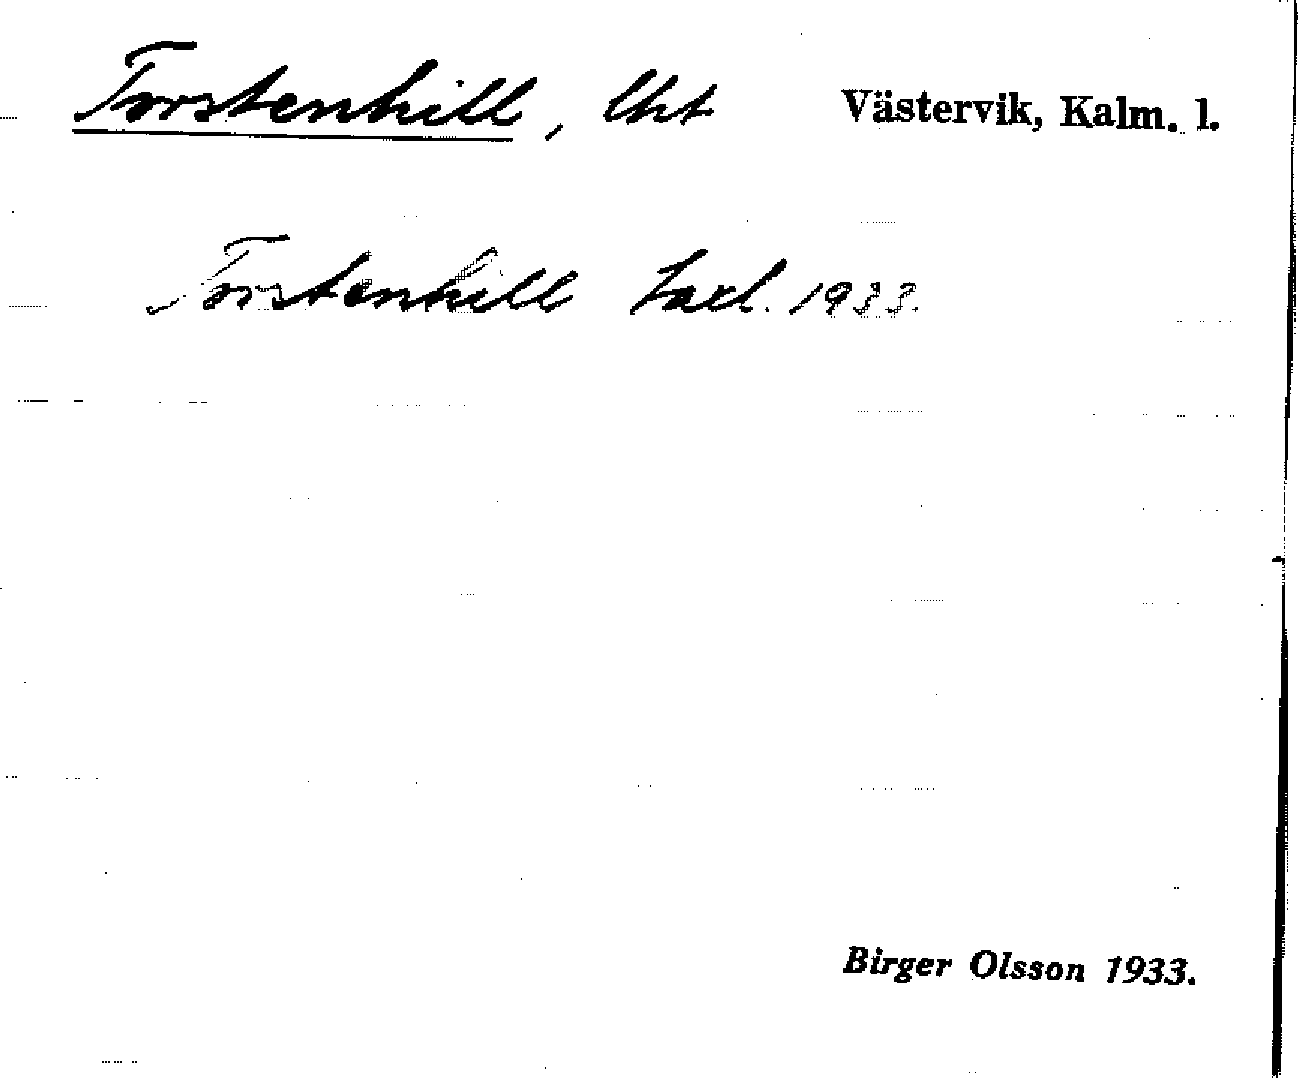 Torstenhill, lht Västervik, Kalm. l.
Torstenhill taxl. 1933.
Birger Olsson 1933.